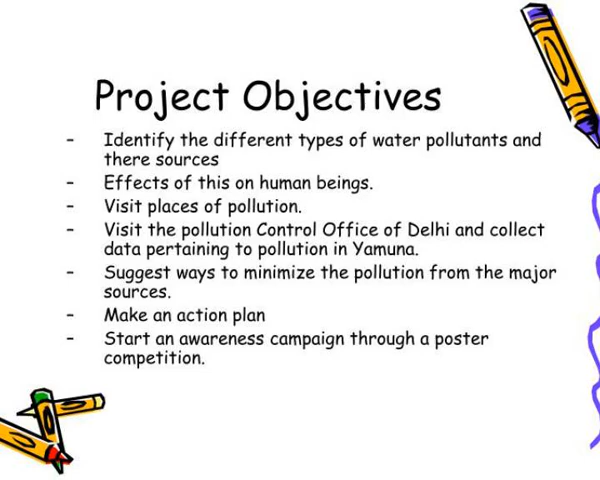 Project Objectives
– Identify the different types of water pollutants and
there sources
– Effects of this on human beings.
– Visit places of pollution.
– Visit the pollution Control Office of Delhi and collect
data pertaining to pollution in Yamuna.
– Suggest ways to minimize the pollution from the major
sources.
– Make an action plan
– Start an awareness campaign through a poster
competition.